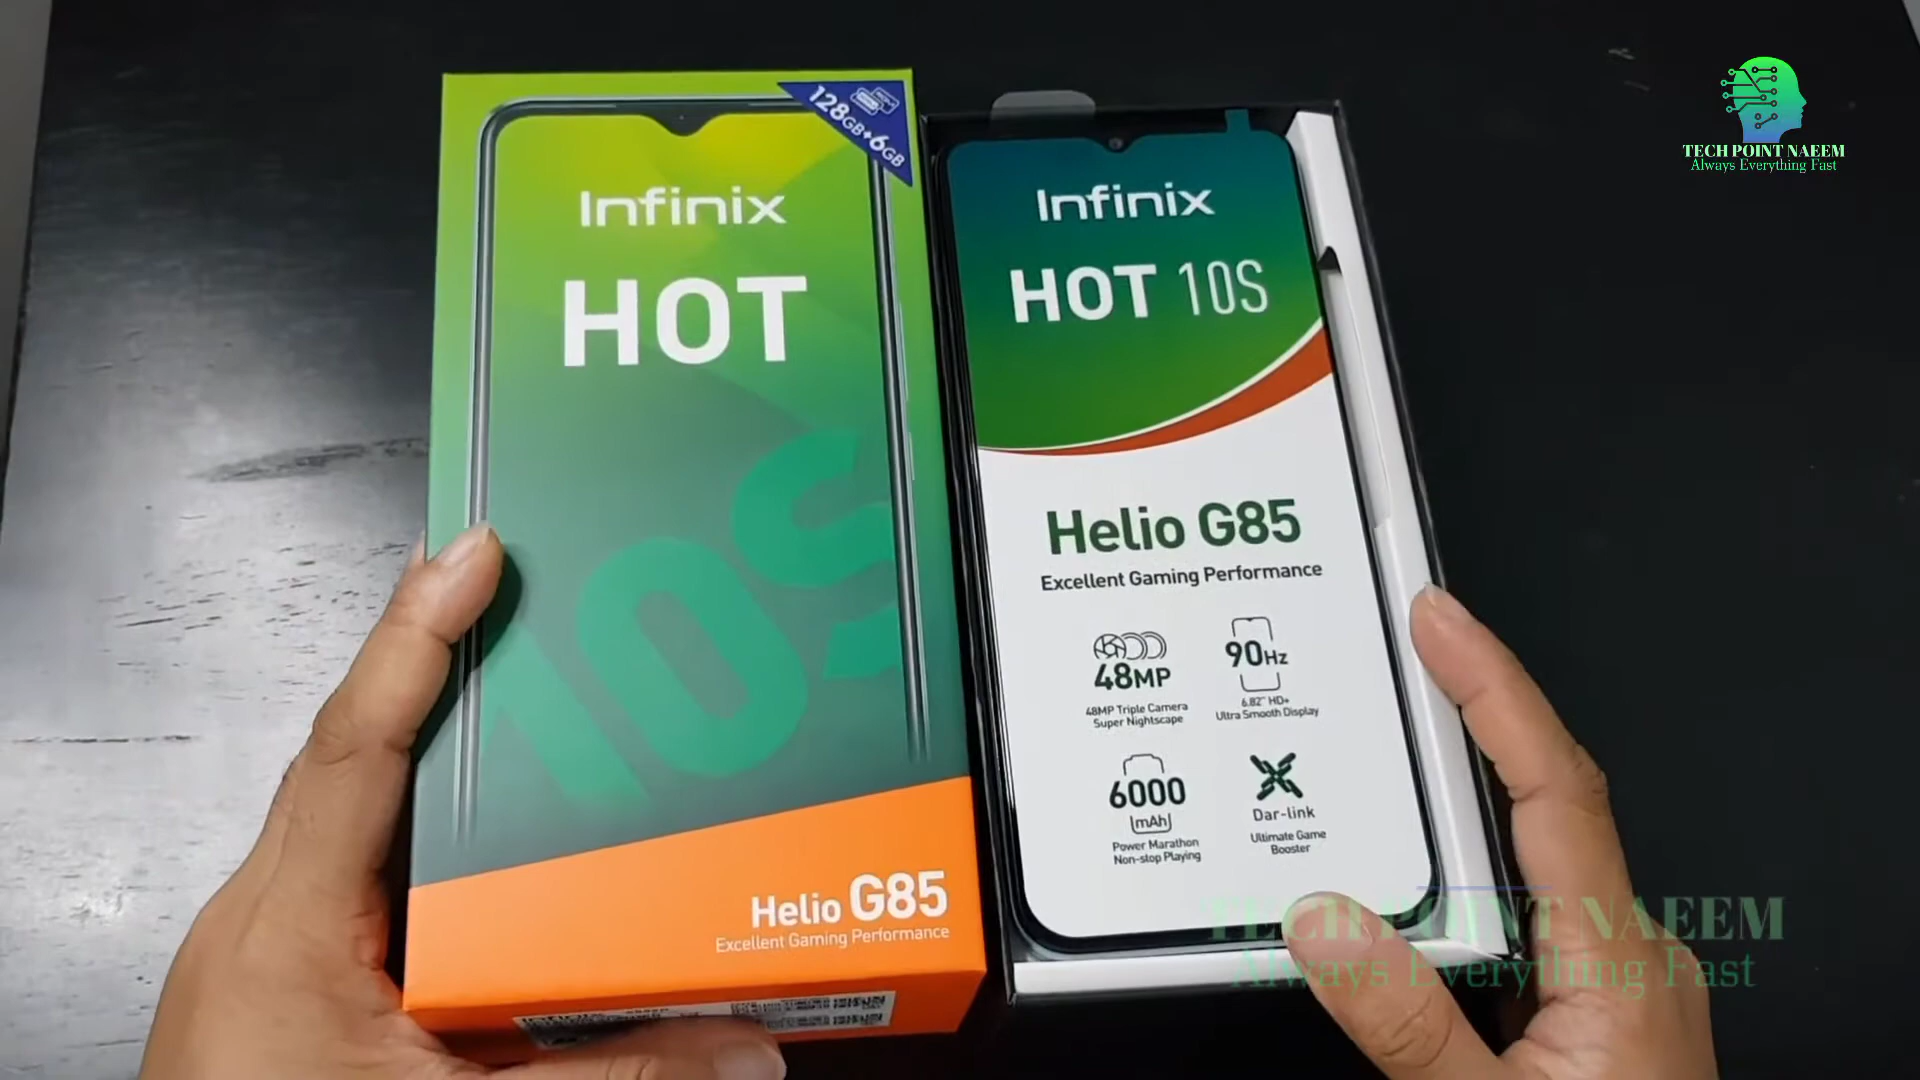 TECH POINT NAEEM
Always Everything Fast
128GB+6GB
Infinix
HOT
10S
Helio G85
Excellent Gaming Performance
Infinix
HOT 10S
Helio G85
Excellent Gaming Performance
48MP
48MP Triple Camera
Super Nightscape
90Hz
6.82" HD+
Ultra Smooth Display
6000
mAh
Power Marathon
Non-stop Playing
Dar-link
Ultimate Game
Booster
TECH POINT NAEEM
Always Everything Fast